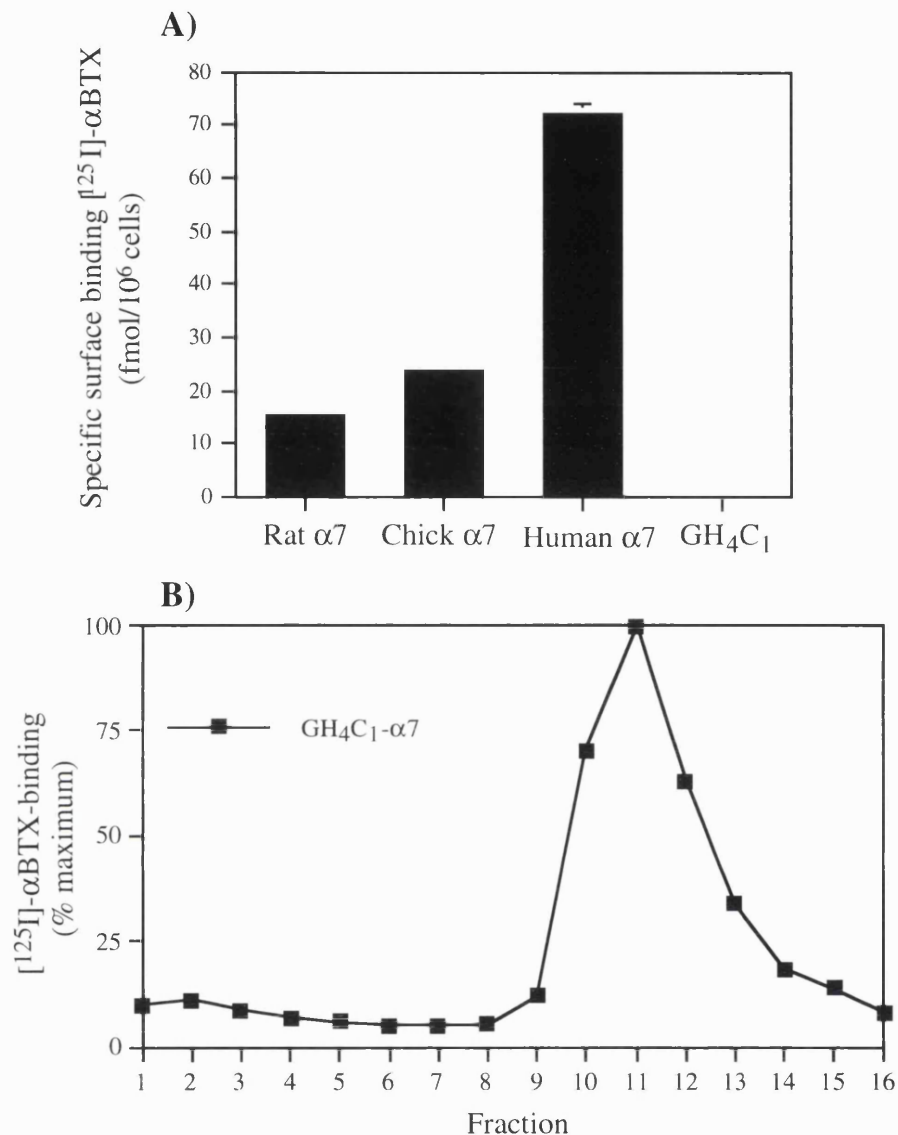 A)
Specific surface binding [¹²⁵I]-αBTX
(fmol/10⁶ cells)
80
70
60
50
40
30
20
10
0
Rat α7 Chick α7 Human α7 GH₄C₁
B)
[¹²⁵I]-αBTX-binding
(% maximum)
100
75
50
25
0
GH₄C₁-α7
1 2 3 4 5 6 7 8 9 10 11 12 13 14 15 16
Fraction